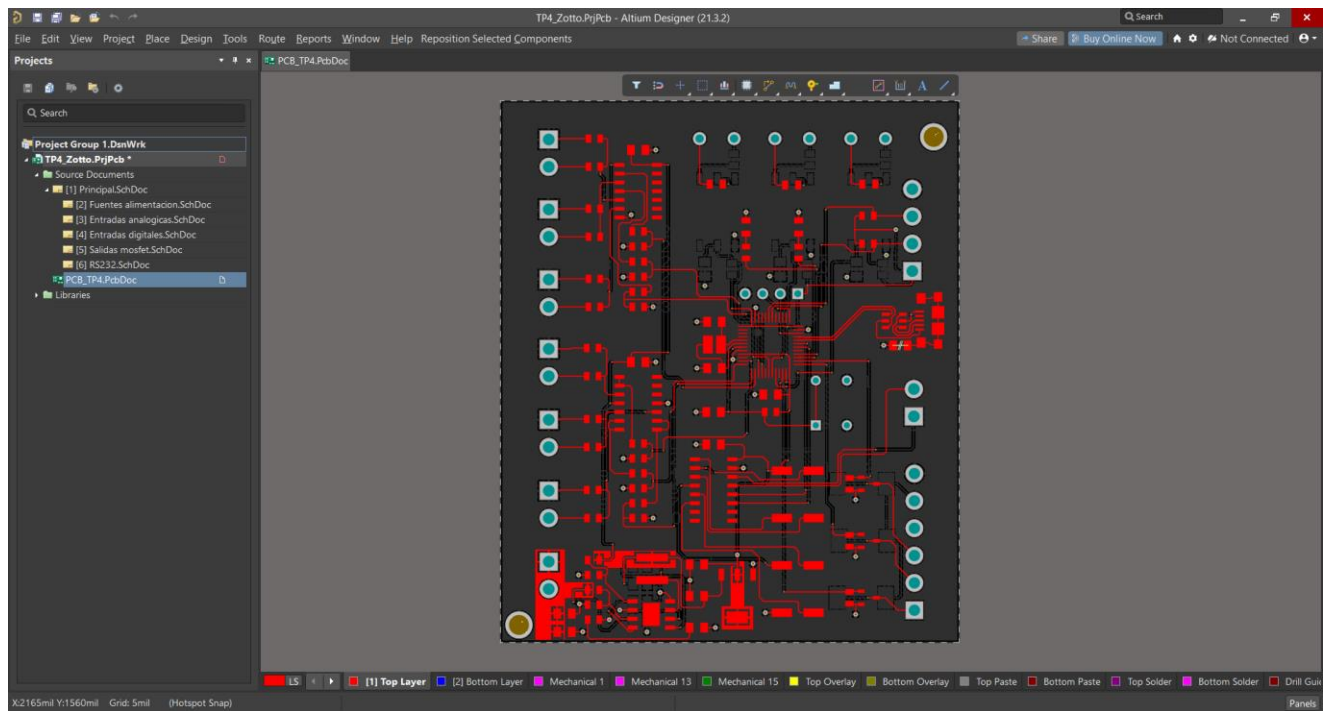 TP4_Zotto.PrjPcb - Altium Designer (21.3.2)
Search
File Edit View Project Place Design Tools Route Reports Window Help Reposition Selected Components
Share Buy Online Now Not Connected
Projects
PCB_TP4.PcbDoc
Search
Project Group 1.DsnWrk
TP4_Zotto.PrjPcb *
Source Documents
[1] Principal.SchDoc
[2] Fuentes alimentacion.SchDoc
[3] Entradas analogicas.SchDoc
[4] Entradas digitales.SchDoc
[5] Salidas mosfet.SchDoc
[6] RS232.SchDoc
PCB_TP4.PcbDoc
Libraries
LS [1] Top Layer [2] Bottom Layer Mechanical 1 Mechanical 13 Mechanical 15 Top Overlay Bottom Overlay Top Paste Bottom Paste Top Solder Bottom Solder Drill Gui
X:2165mil Y:1560mil Grid: 5mil (Hotspot Snap)
Panels